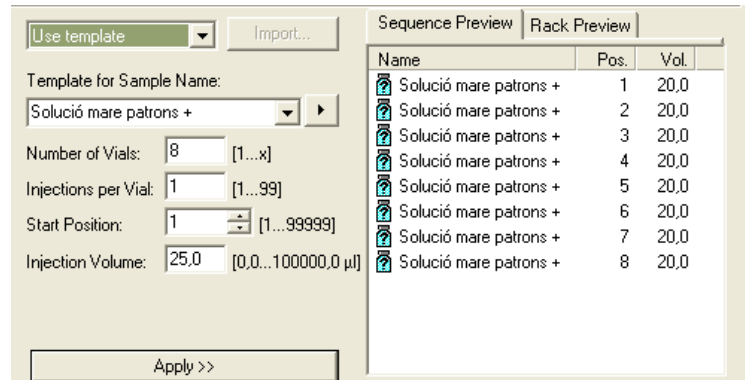 Use template Import...
Template for Sample Name:
Solució mare patrons +
Number of Vials: 8 [1...x]
Injections per Vial: 1 [1...99]
Start Position: 1 [1...99999]
Injection Volume: 25,0 [0,0...100000,0 µl]
Apply >>
Sequence Preview Rack Preview
Name Pos. Vol.
Solució mare patrons + 1 20,0
Solució mare patrons + 2 20,0
Solució mare patrons + 3 20,0
Solució mare patrons + 4 20,0
Solució mare patrons + 5 20,0
Solució mare patrons + 6 20,0
Solució mare patrons + 7 20,0
Solució mare patrons + 8 20,0